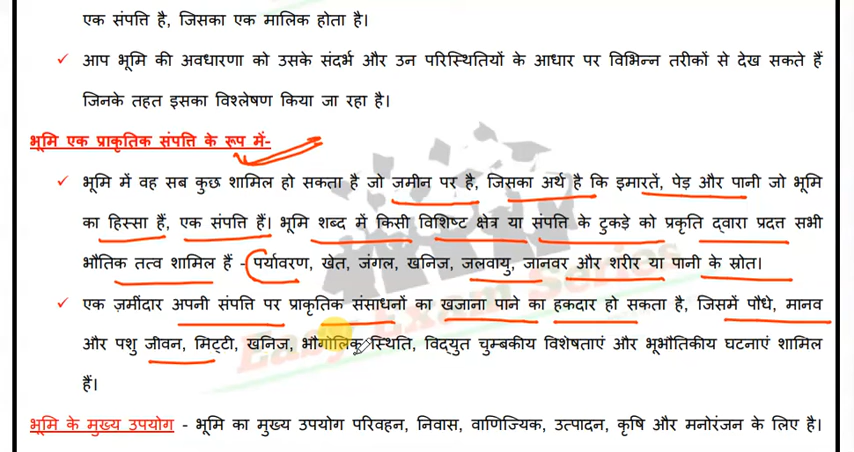 एक संपत्ति है, जिसका एक मालिक होता है।
✓ आप भूमि की अवधारणा को उसके संदर्भ और उन परिस्थितियों के आधार पर विभिन्न तरीकों से देख सकते हैं
जिनके तहत इसका विश्लेषण किया जा रहा है।
भूमि एक प्राकृतिक संपत्ति के रूप में-
✓ भूमि में वह सब कुछ शामिल हो सकता है जो जमीन पर है, जिसका अर्थ है कि इमारतें, पेड़ और पानी जो भूमि
का हिस्सा हैं, एक संपत्ति हैं। भूमि शब्द में किसी विशिष्ट क्षेत्र या संपत्ति के टुकड़े को प्रकृति द्वारा प्रदत्त सभी
भौतिक तत्व शामिल हैं - पर्यावरण, खेत, जंगल, खनिज, जलवायु, जानवर और शरीर या पानी के स्रोत।
✓ एक ज़मींदार अपनी संपत्ति पर प्राकृतिक संसाधनों का खजाना पाने का हकदार हो सकता है, जिसमें पौधे, मानव
और पशु जीवन, मिट्टी, खनिज, भौगोलिक स्थिति, विद्युत चुम्बकीय विशेषताएं और भूभौतिकीय घटनाएं शामिल
हैं।
भूमि के मुख्य उपयोग - भूमि का मुख्य उपयोग परिवहन, निवास, वाणिज्यिक, उत्पादन, कृषि और मनोरंजन के लिए है।
Easy Exam Series